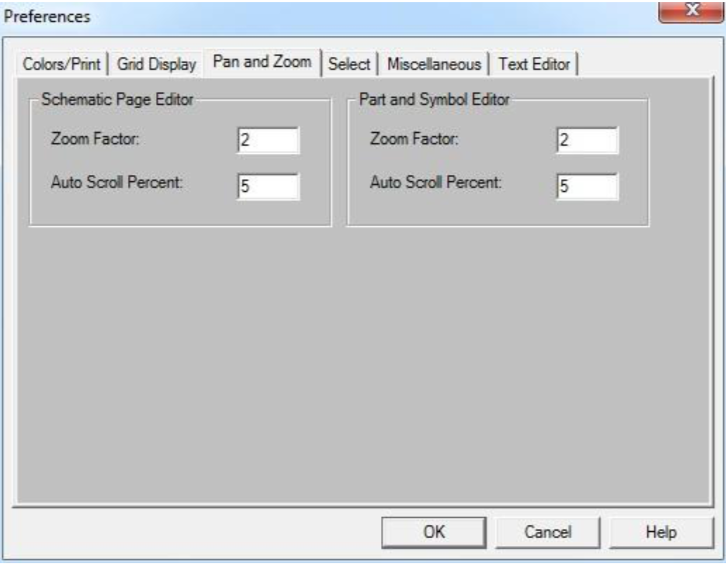 Preferences
Colors/Print Grid Display Pan and Zoom Select Miscellaneous Text Editor
Schematic Page Editor
Zoom Factor: 2
Auto Scroll Percent: 5
Part and Symbol Editor
Zoom Factor: 2
Auto Scroll Percent: 5
OK Cancel Help